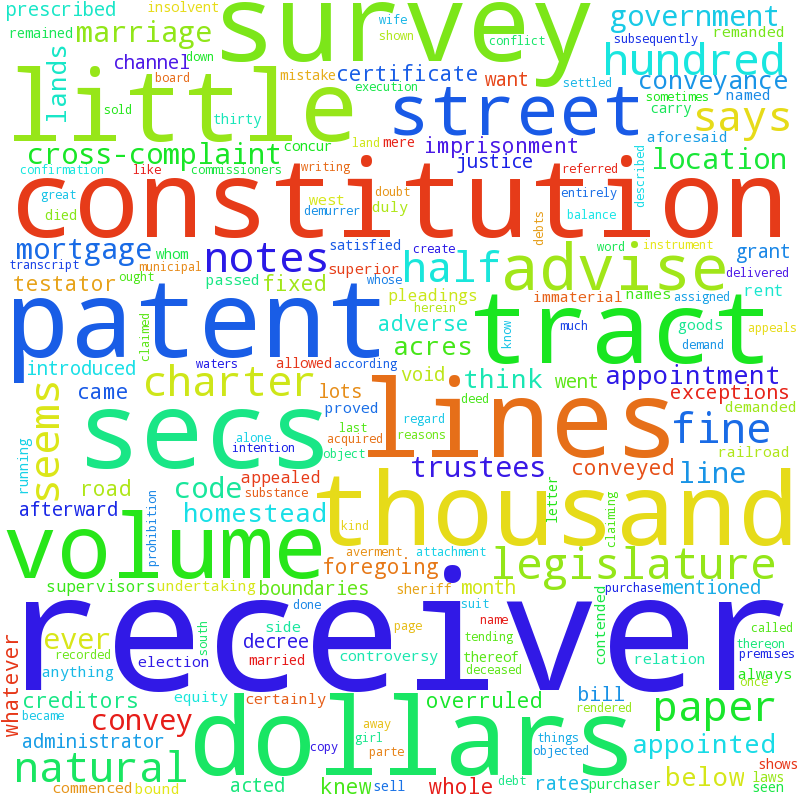 prescribed insolvent wife survey government
remained marriage shown conflict subsequently remanded
lands channel down hundred
board mistake certificate want settled conveyance
little execution street sometimes named
sold thirty carry says
cross-complaint concur land mere imprisonment aforesaid
confirmation like commissioners writing justice referred described location
constitution
great died west demurrer doubt duly entirely balance debts
mortgage whom notes satisfied create word instrument grant
transcript municipal superior half whose advise delivered
testator ought passed fixed pleadings immaterial names assigned rent
patent herein tract
claimed adverse know much goods appeals
introduced waters allowed according acres demand
seems came charter lots void think went appointment
proved deed exceptions
secs last acquired regard lines reasons fine demanded
alone intention object railroad
running road code appealed substance trustees conveyed line
afterward prohibition homestead thousand letter claiming
volume kind
averment attachment legislature
foregoing
supervisors undertaking boundaries sheriff month purchase mentioned
receiver
done page suit name
ever south side tending contended called
recorded election decree married controversy thereof deceased relation thereon premises
whatever anything always
creditors equity certainly overruled bill once
became convey dollars rendered paper
administrator copy girl away parte things objected appointed
natural knew sell whole debt rates purchaser below shows
commenced bound acted laws seen